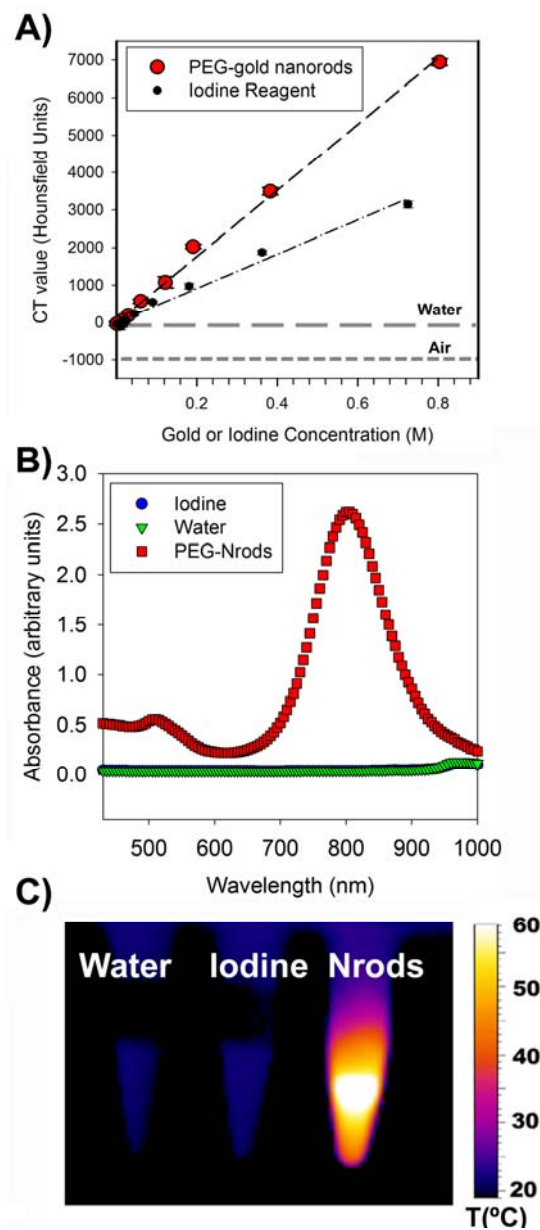 A)
7000
6000
5000
4000
3000
2000
1000
0
-1000
CT value (Hounsfield Units)
PEG-gold nanorods
Iodine Reagent
Water
Air
0.2 0.4 0.6 0.8
Gold or Iodine Concentration (M)
B)
3.0
2.5
2.0
1.5
1.0
0.5
0.0
Absorbance (arbitrary units)
Iodine
Water
PEG-Nrods
500 600 700 800 900 1000
Wavelength (nm)
C)
Water Iodine Nrods
60
50
40
30
20
T(ºC)